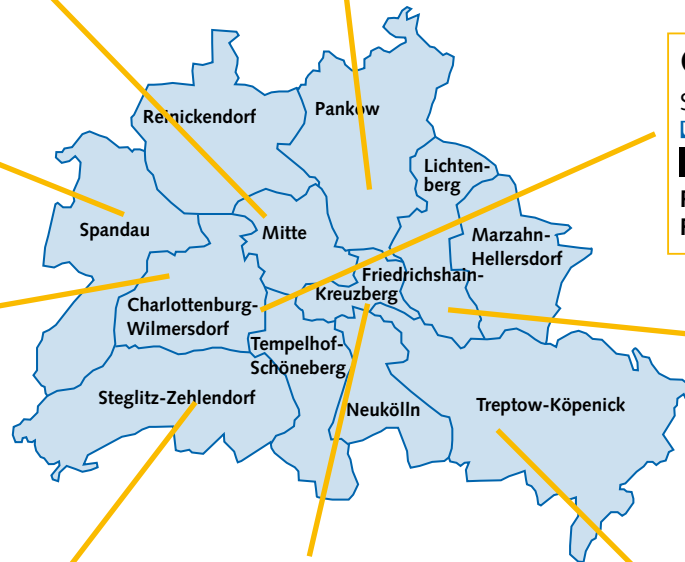 Reinickendorf
Pankow
Lichten-
berg
Spandau
Mitte
Marzahn-
Hellersdorf
Friedrichshain-
Kreuzberg
Charlottenburg-
Wilmersdorf
Tempelhof-
Schöneberg
Steglitz-Zehlendorf
Neukölln
Treptow-Köpenick